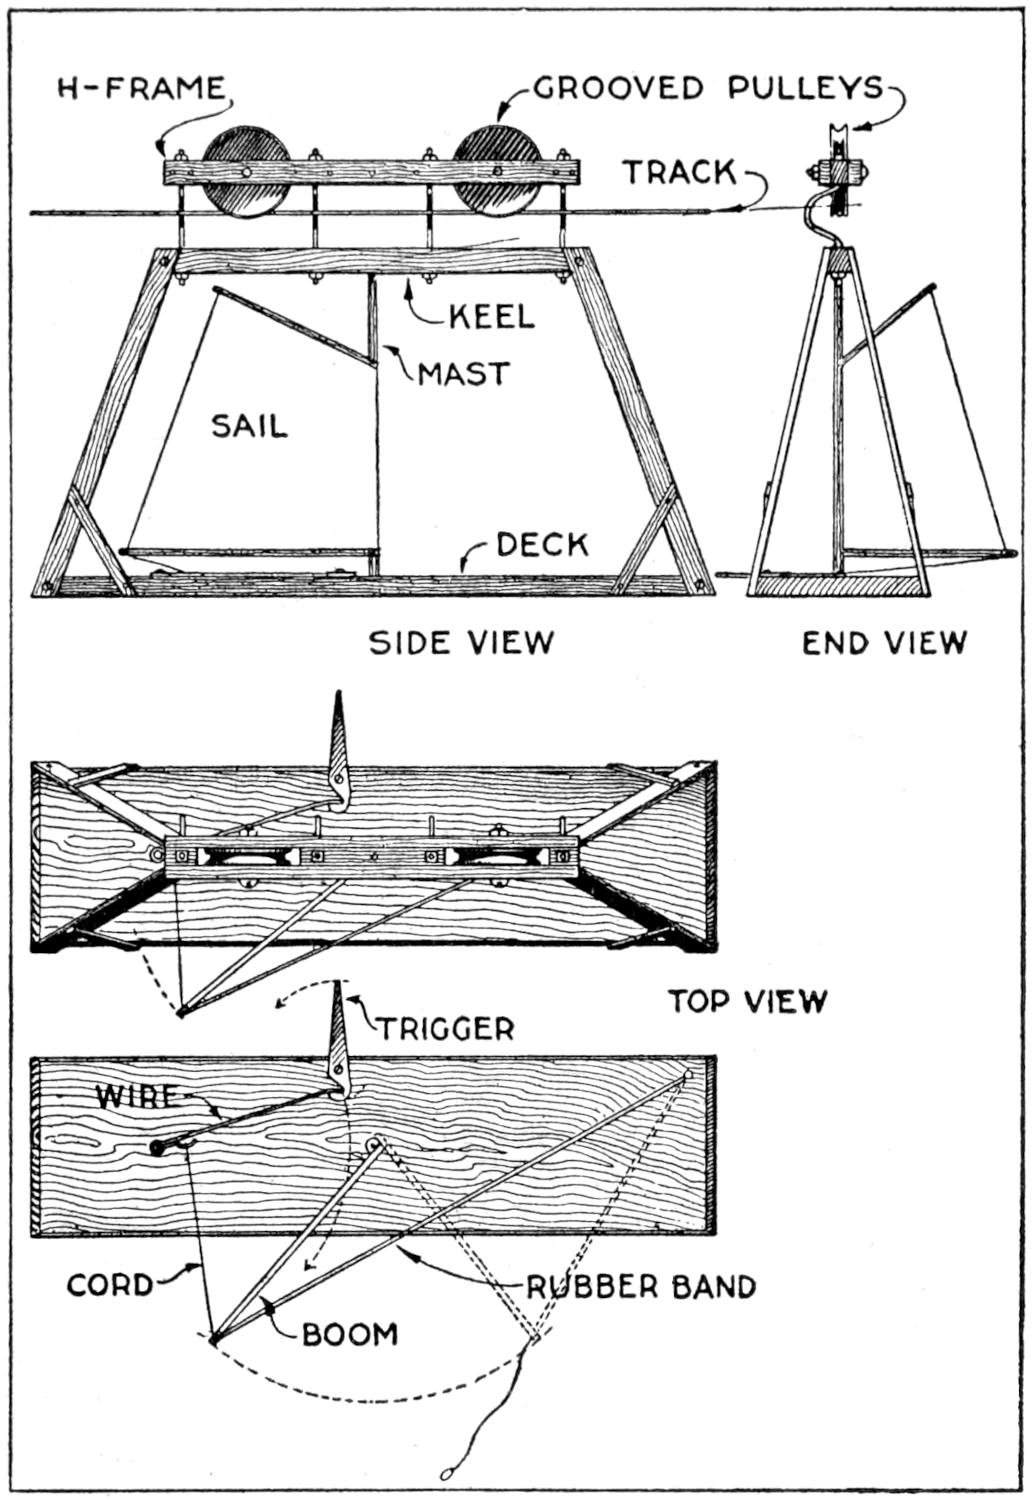 H-FRAME
GROOVED PULLEYS
TRACK
KEEL
MAST
SAIL
DECK
SIDE VIEW
END VIEW
TOP VIEW
TRIGGER
WIRE
CORD
RUBBER BAND
BOOM